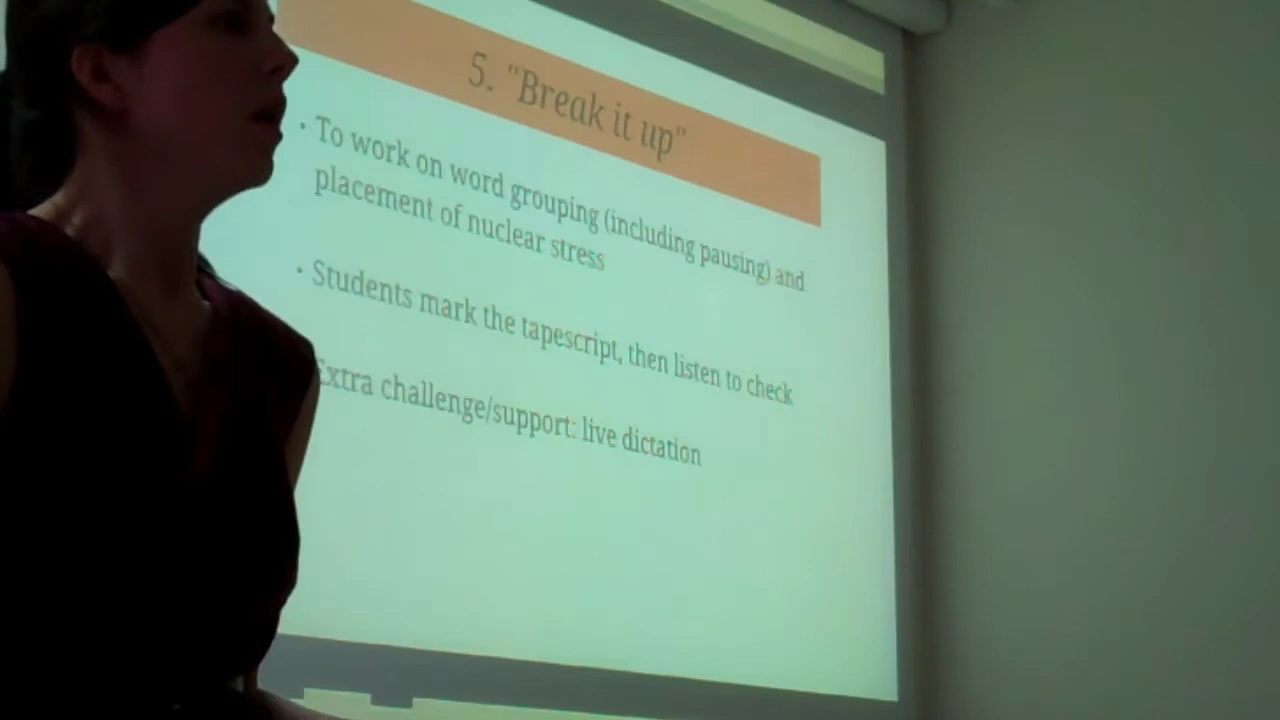 5. "Break it up"
• To work on word grouping (including pausing) and
placement of nuclear stress
• Students mark the tapescript, then listen to check
Extra challenge/support: live dictation